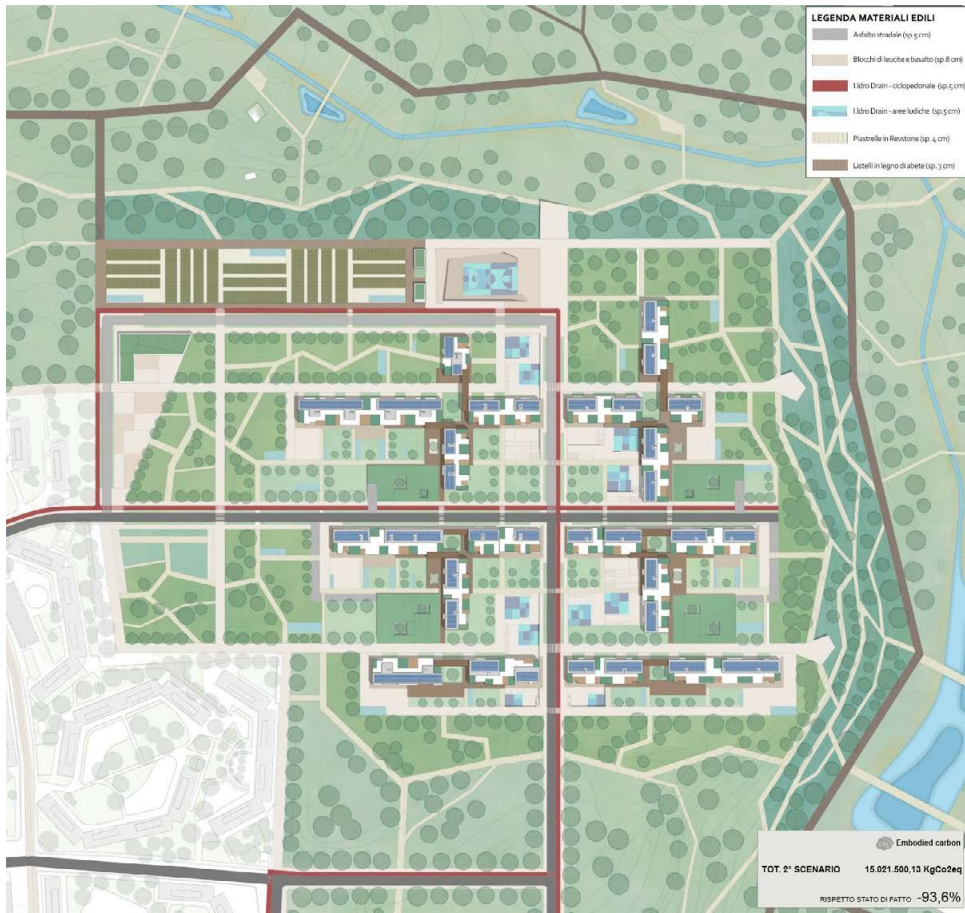 LEGENDA MATERIALI EDILI
Asfalto stradale (sp.5 cm)
Blocchi di leucite e basalto (sp.8 cm)
I.Idro Drain - ciclopedonale (sp.5 cm)
I.Idro Drain - aree ludiche (sp.5 cm)
Piastrelle in Revstone (sp. 4 cm)
Listelli in legno di abete (sp. 3 cm)
Embodied carbon
TOT. 2° SCENARIO 15.021.500,13 KgCo2eq
RISPETTO STATO DI FATTO -93,6%